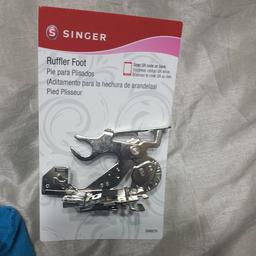 S SINGER
Ruffler Foot
Pie para Plisados
(Aditamento para la hechura de arandelas)
Pied Plisseur